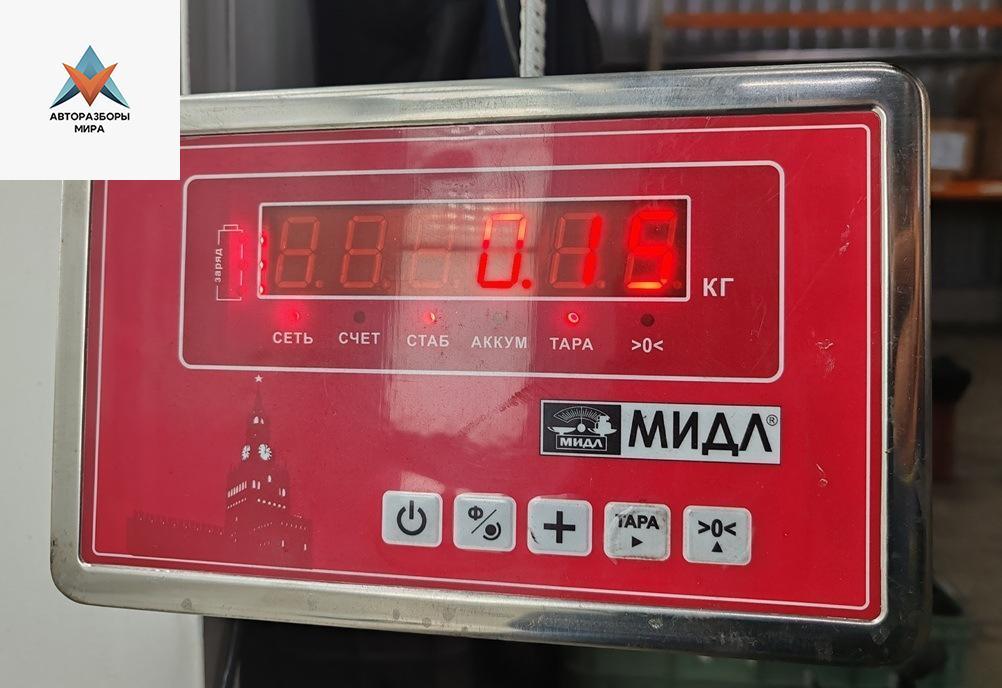 АВТОРАЗБОРЫ
МИРА
заряд
0.15
КГ
СЕТЬ
СЧЕТ
СТАБ
АККУМ
ТАРА
>0<
МИДЛ
МИДЛ®
Ф
ТАРА
>0<